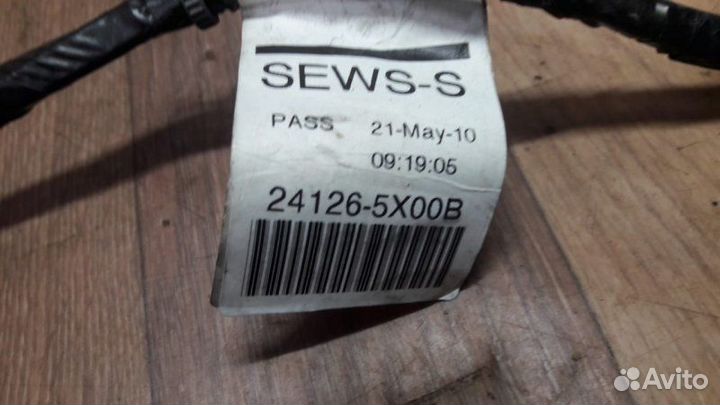 SEWS-S
PASS 21-May-10
09:19:05
24126-5X00B
Avito